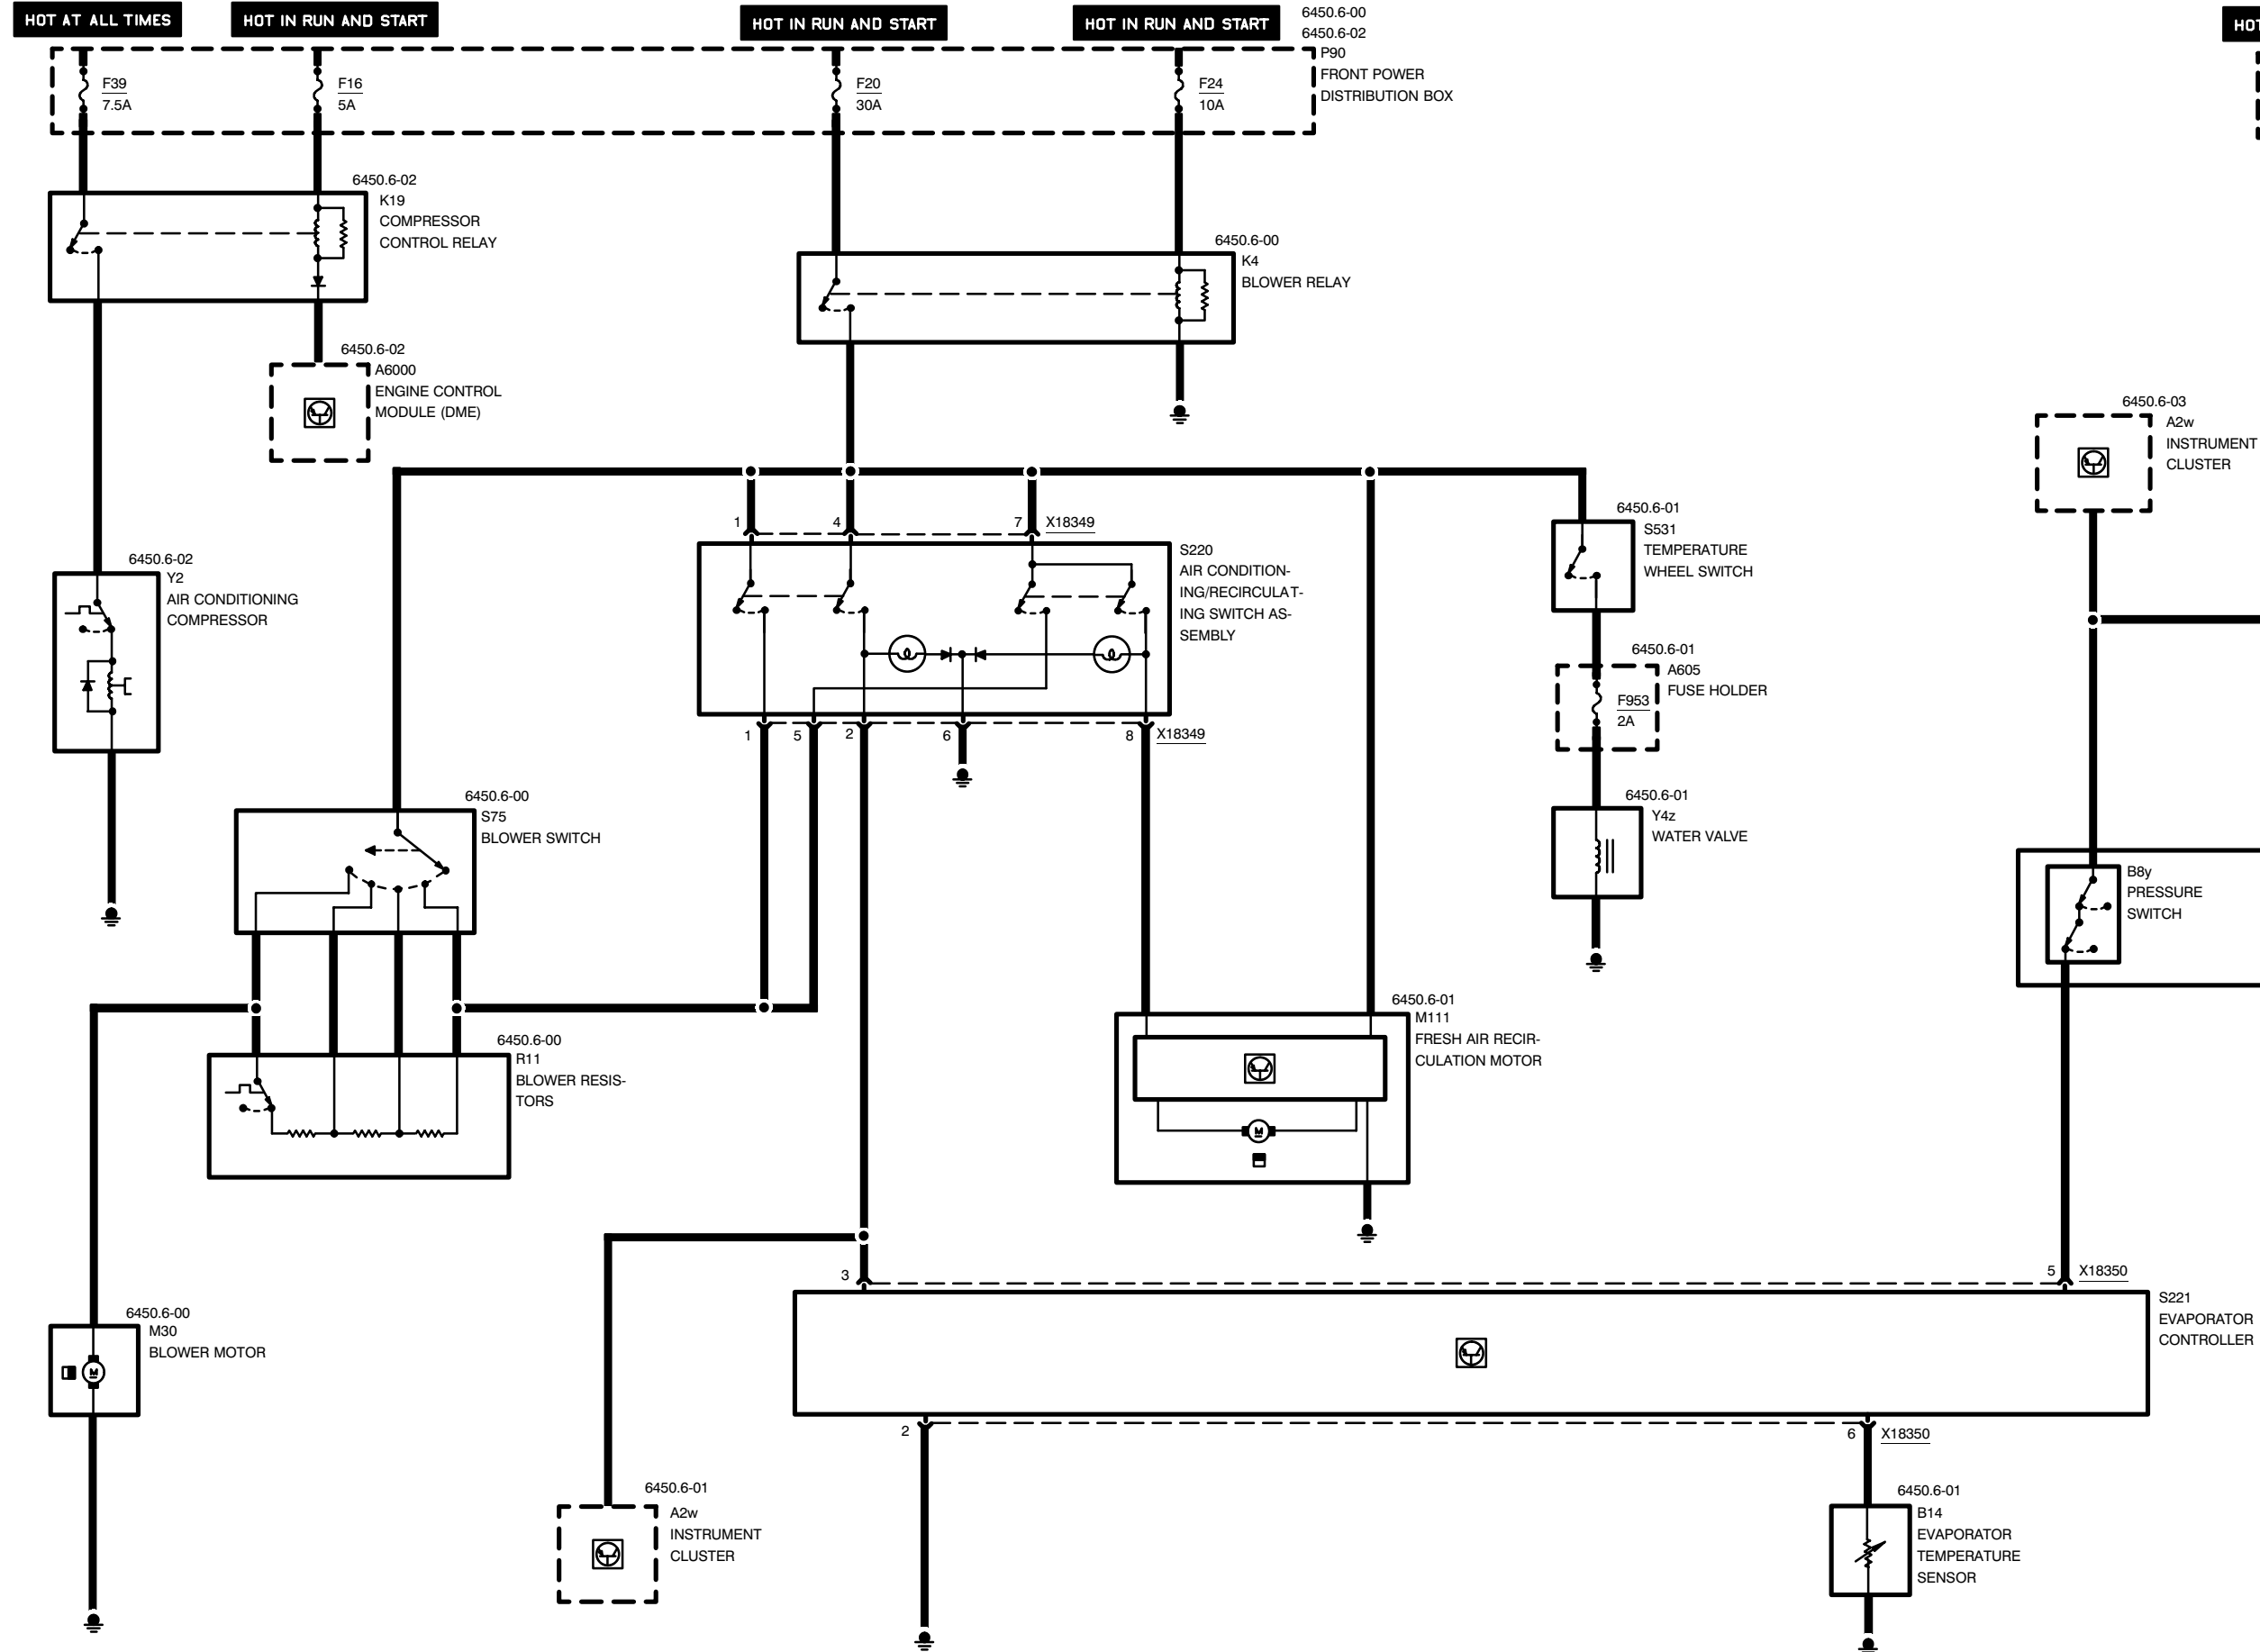 HOT AT ALL TIMES
HOT IN RUN AND START
HOT IN RUN AND START
HOT IN RUN AND START
HOT
6450.6-00
6450.6-02
P90
FRONT POWER
DISTRIBUTION BOX
F39
7.5A
F16
5A
F20
30A
F24
10A
6450.6-02
K19
COMPRESSOR
CONTROL RELAY
6450.6-00
K4
BLOWER RELAY
6450.6-02
A6000
ENGINE CONTROL
MODULE (DME)
6450.6-03
A2w
INSTRUMENT
CLUSTER
1
4
7
X18349
6450.6-01
S531
TEMPERATURE
WHEEL SWITCH
S220
AIR CONDITION-
ING/RECIRCULAT-
ING SWITCH AS-
SEMBLY
6450.6-02
Y2
AIR CONDITIONING
COMPRESSOR
6450.6-01
A605
FUSE HOLDER
F953
2A
1
5
2
6
8
X18349
6450.6-00
S75
BLOWER SWITCH
6450.6-01
Y4z
WATER VALVE
B8y
PRESSURE
SWITCH
6450.6-01
M111
FRESH AIR RECIR-
CULATION MOTOR
M
6450.6-00
R11
BLOWER RESIS-
TORS
3
5
X18350
S221
EVAPORATOR
CONTROLLER
6450.6-00
M30
BLOWER MOTOR
M
2
6
X18350
6450.6-01
A2w
INSTRUMENT
CLUSTER
6450.6-01
B14
EVAPORATOR
TEMPERATURE
SENSOR